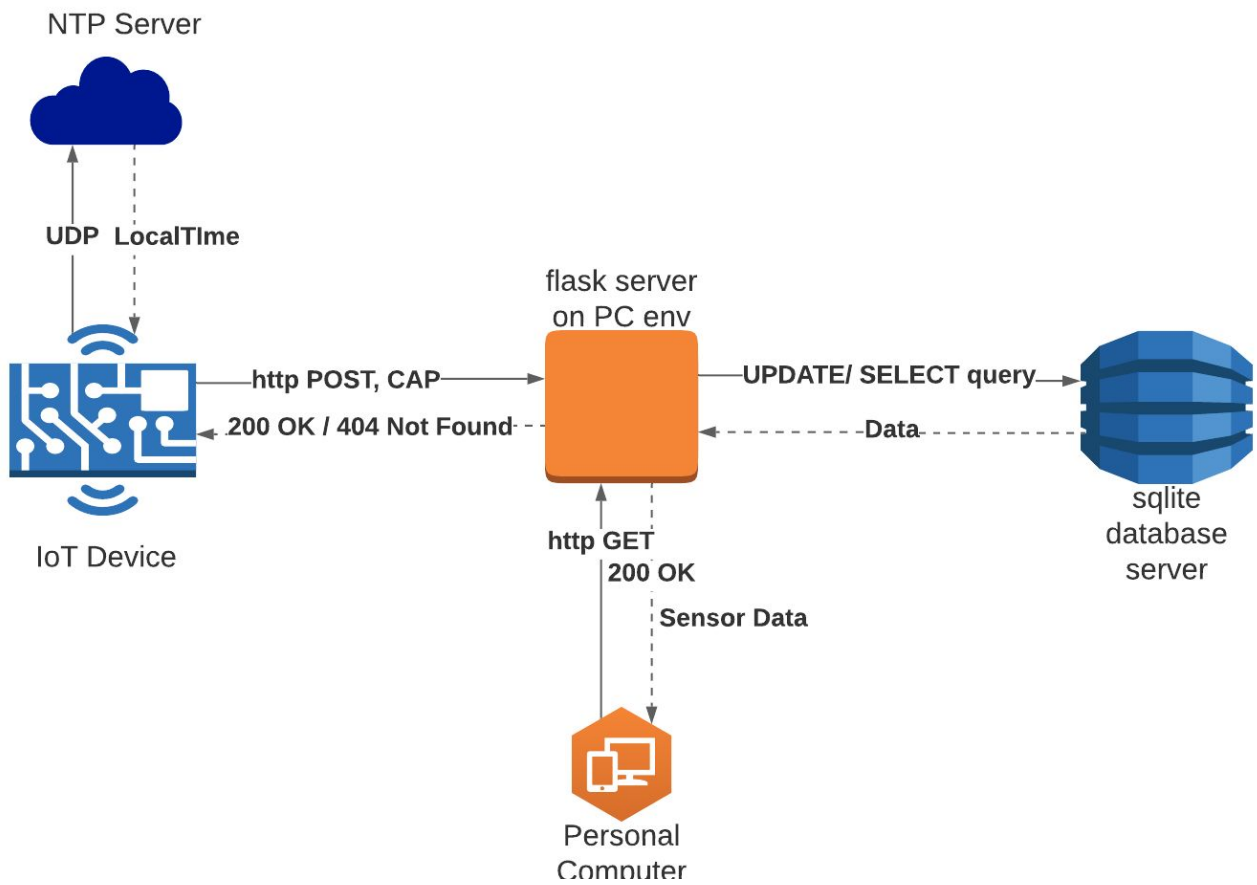 NTP Server
UDP LocalTIme
flask server
on PC env
http POST, CAP
UPDATE/ SELECT query
200 OK / 404 Not Found
Data
IoT Device
sqlite
database
server
http GET
200 OK
Sensor Data
Personal
Computer